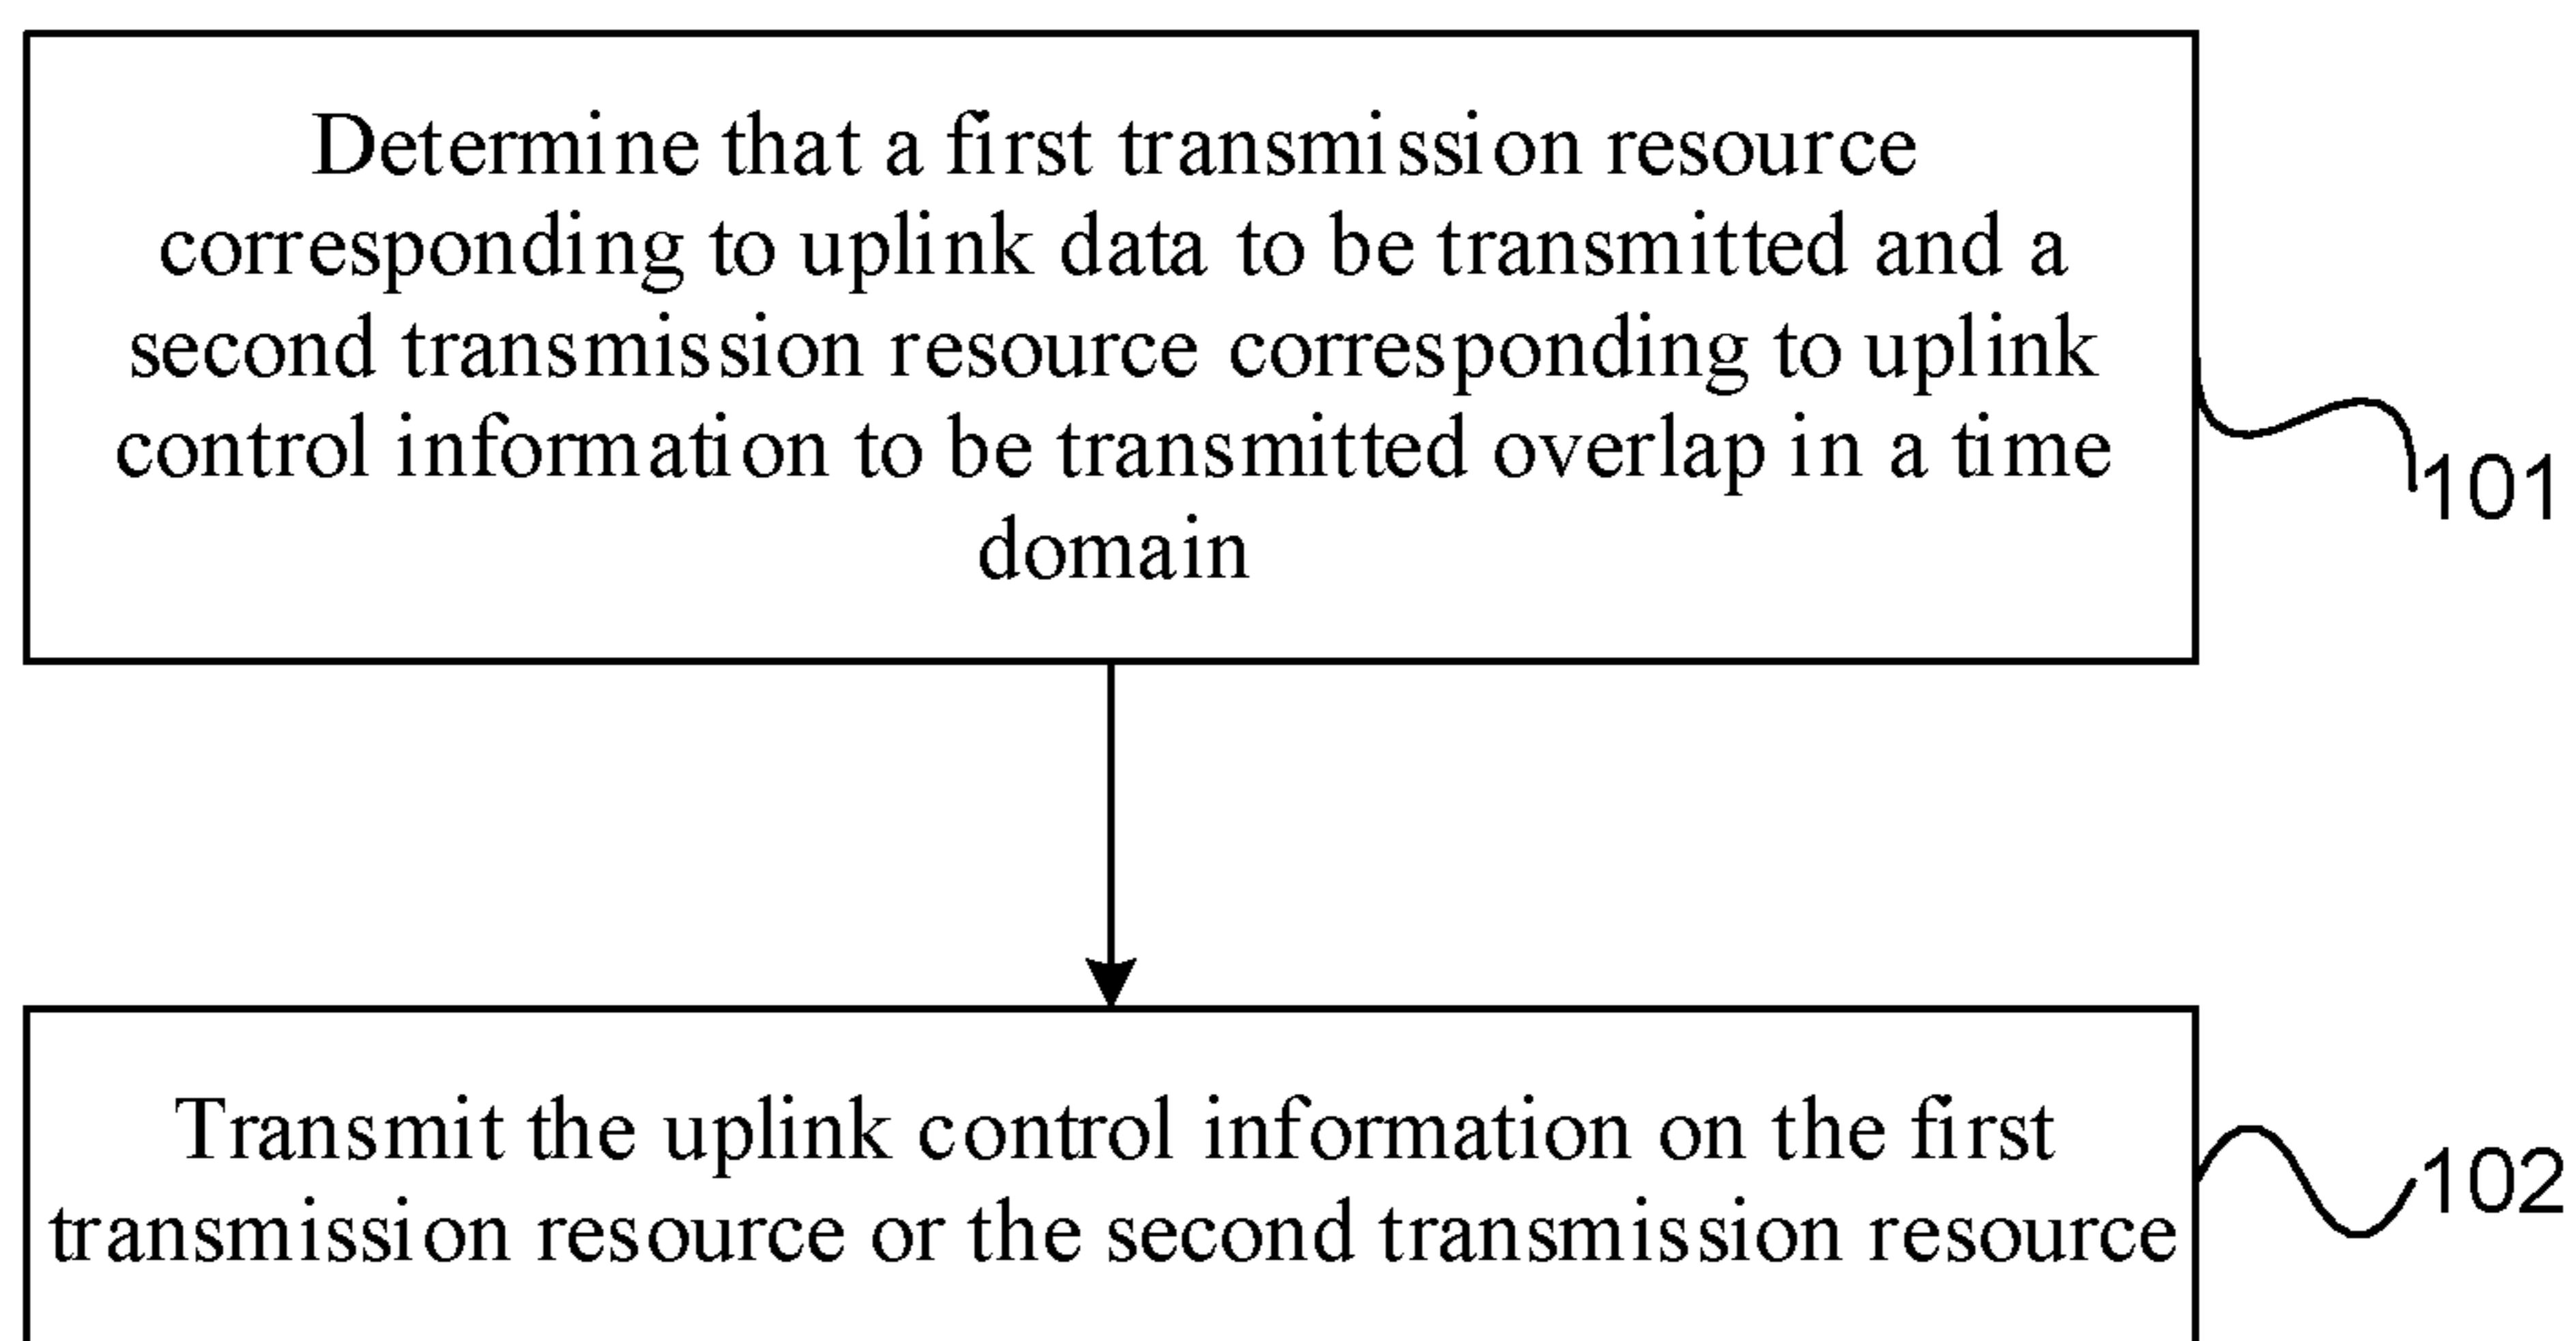 Determine that a first transmission resource
corresponding to uplink data to be transmitted and a
second transmission resource corresponding to uplink
control information to be transmitted overlap in a time
domain
101
Transmit the uplink control information on the first
transmission resource or the second transmission resource
102